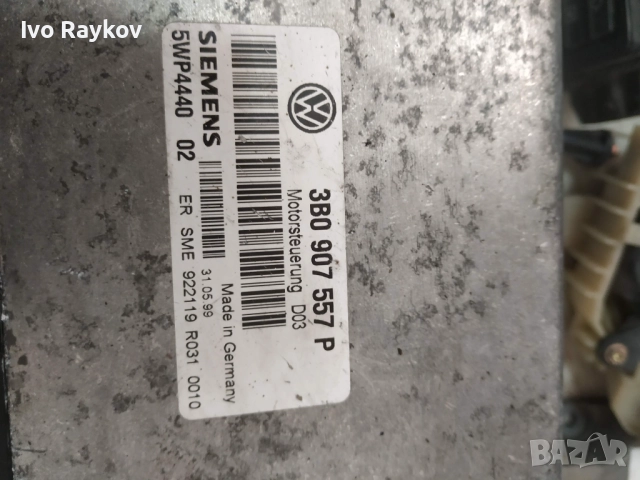 Ivo Raykov
3B0 907 557 P
Motorsteuerung D03
Made in Germany
SIEMENS
31.05.99
5WP4440 02
ER SME 922119 R031 0010
BAZAR